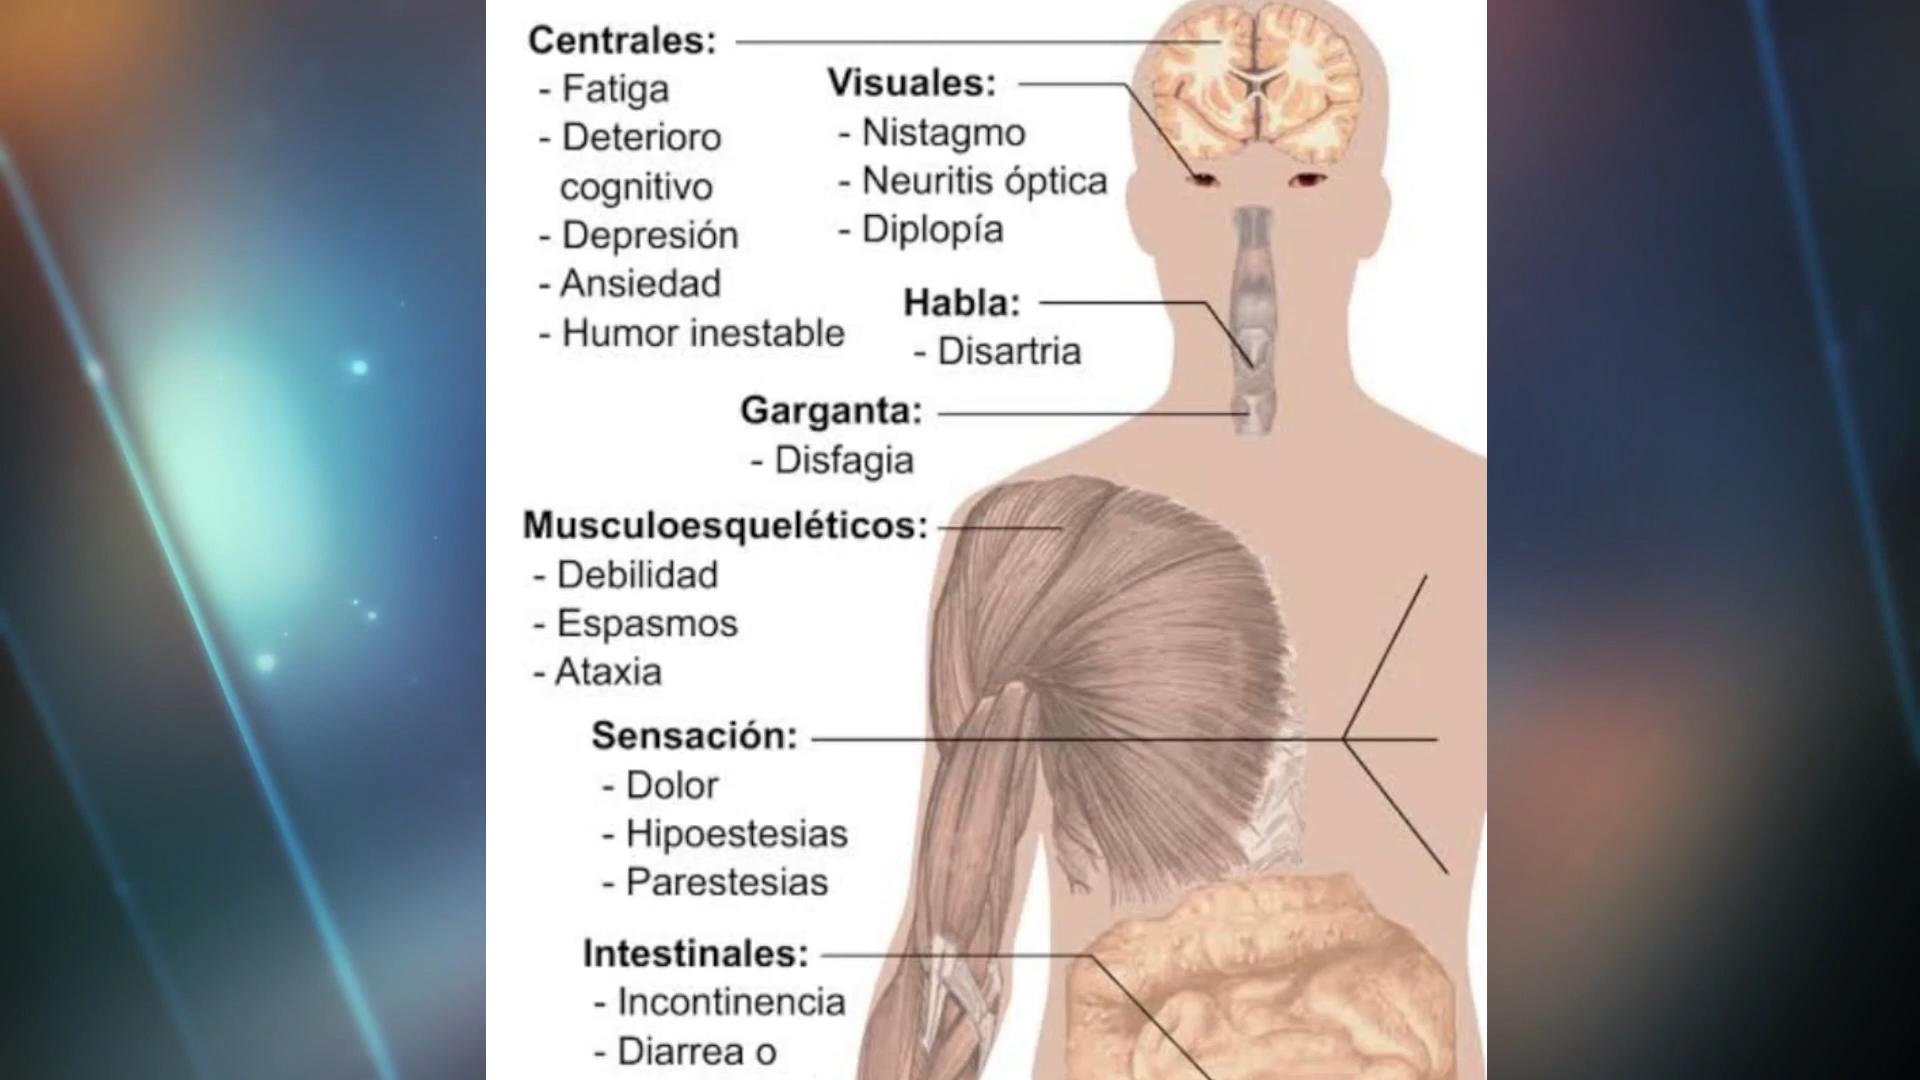 Centrales:
- Fatiga
- Deterioro
cognitivo
- Depresión
- Ansiedad
- Humor inestable
Visuales:
- Nistagmo
- Neuritis óptica
- Diplopía
Habla:
- Disartria
Garganta:
- Disfagia
Musculoesqueléticos:
- Debilidad
- Espasmos
- Ataxia
Sensación:
- Dolor
- Hipoestesias
- Parestesias
Intestinales:
- Incontinencia
- Diarrea o